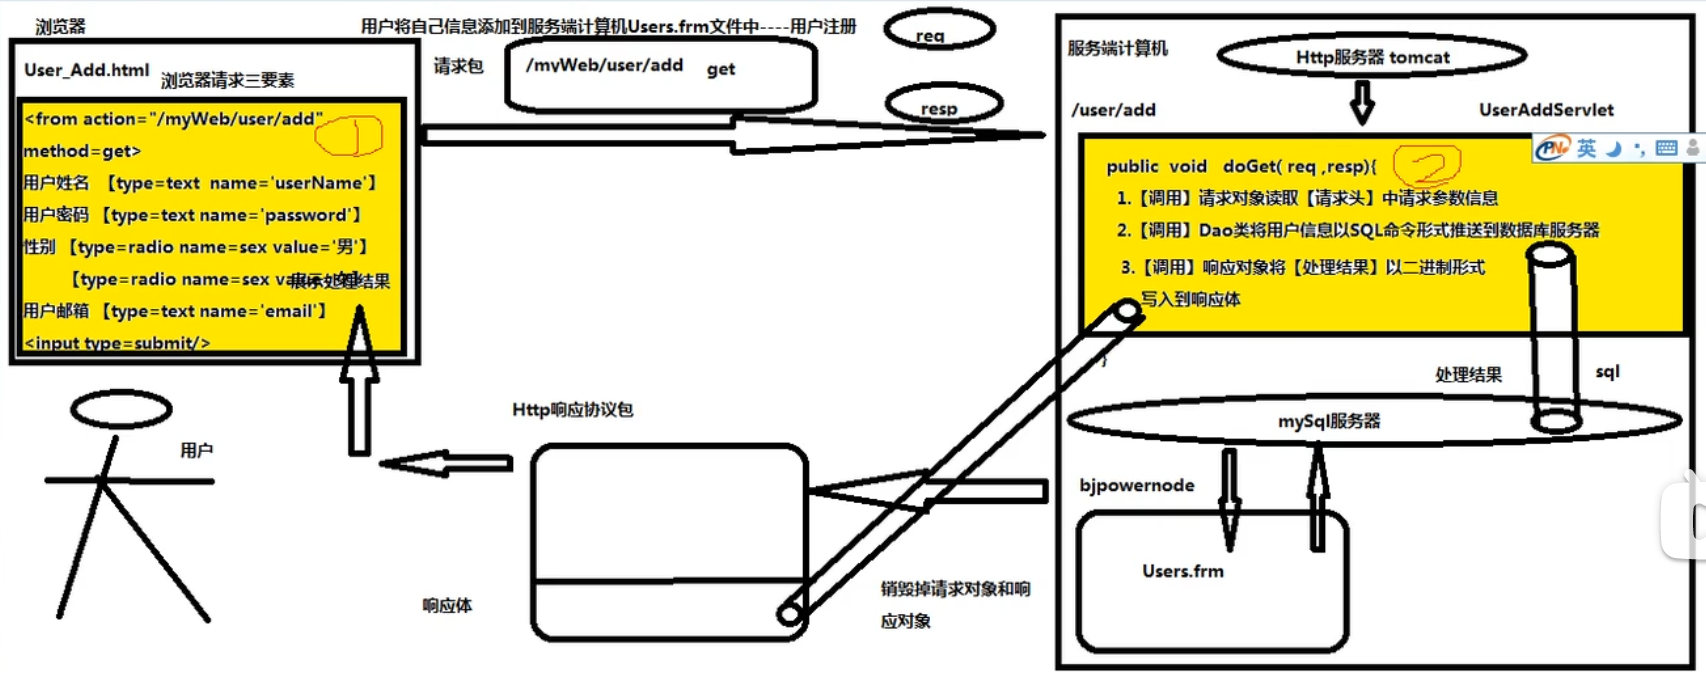 浏览器
用户将自己信息添加到服务端计算机Users.frm文件中----用户注册
req
User_Add.html
浏览器请求三要素
请求包
/myWeb/user/add
get
resp
<from action="/myWeb/user/add"
method=get>
用户姓名 【type=text name='userName'】
用户密码 【type=text name='password'】
性别 【type=radio name=sex value='男'】
【type=radio name=sex va
展示处理结果
用户邮箱 【type=text name='email'】
<input type=submit/>
1
用户
Http响应协议包
响应体
销毁掉请求对象和响
应对象
服务端计算机
Http服务器 tomcat
/user/add
UserAddServlet
英
public void doGet( req ,resp){
2
1.【调用】请求对象读取【请求头】中请求参数信息
2.【调用】Dao类将用户信息以SQL命令形式推送到数据库服务器
3.【调用】响应对象将【处理结果】以二进制形式
写入到响应体
}
处理结果
sql
mySql服务器
bjpowernode
Users.frm